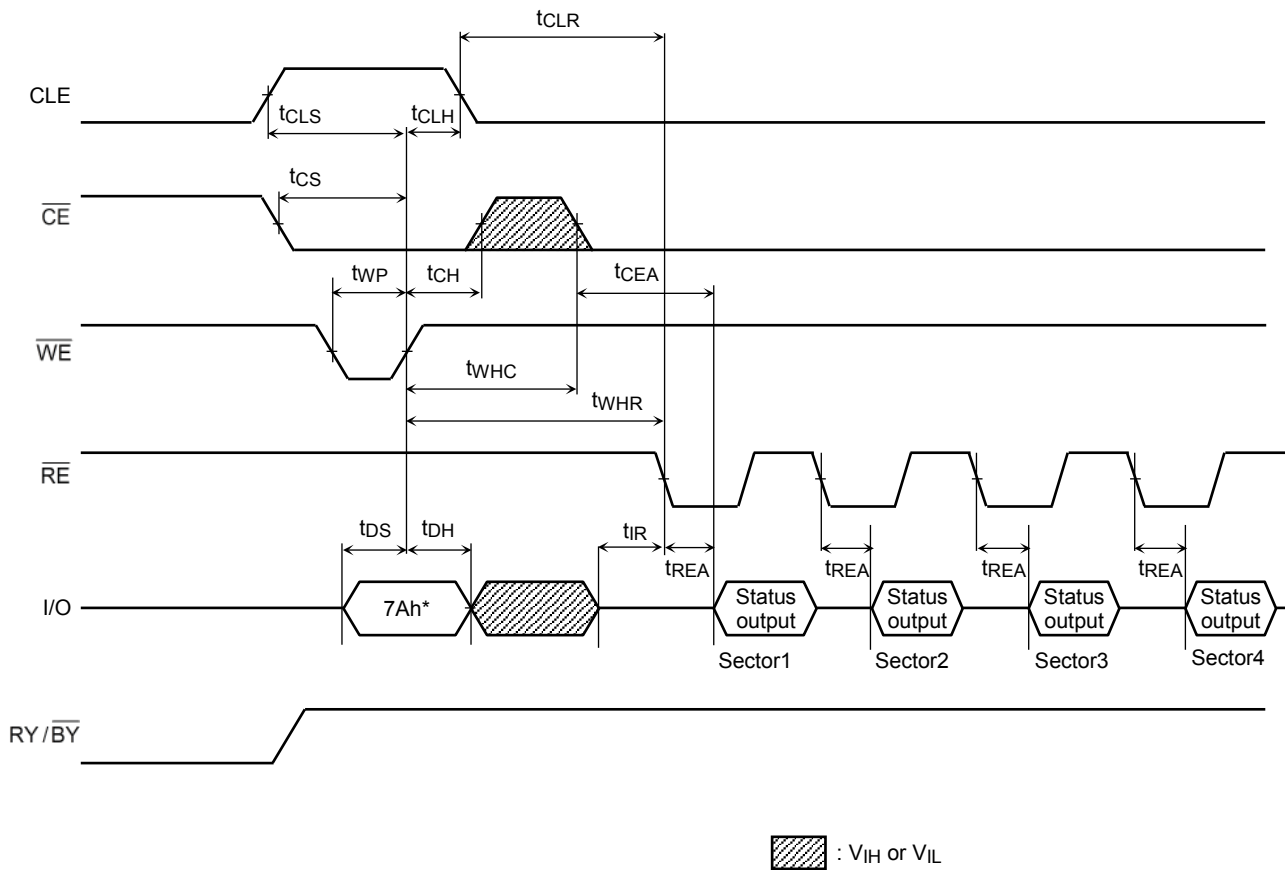 tCLR
CLE
tCLS
tCLH
tCS
CE
tWP
tCH
tCEA
WE
tWHC
tWHR
RE
tDS
tDH
tIR
tREA
tREA
tREA
tREA
I/O
7Ah*
Status output
Status output
Status output
Status output
Sector1
Sector2
Sector3
Sector4
RY/BY
: VIH or VIL